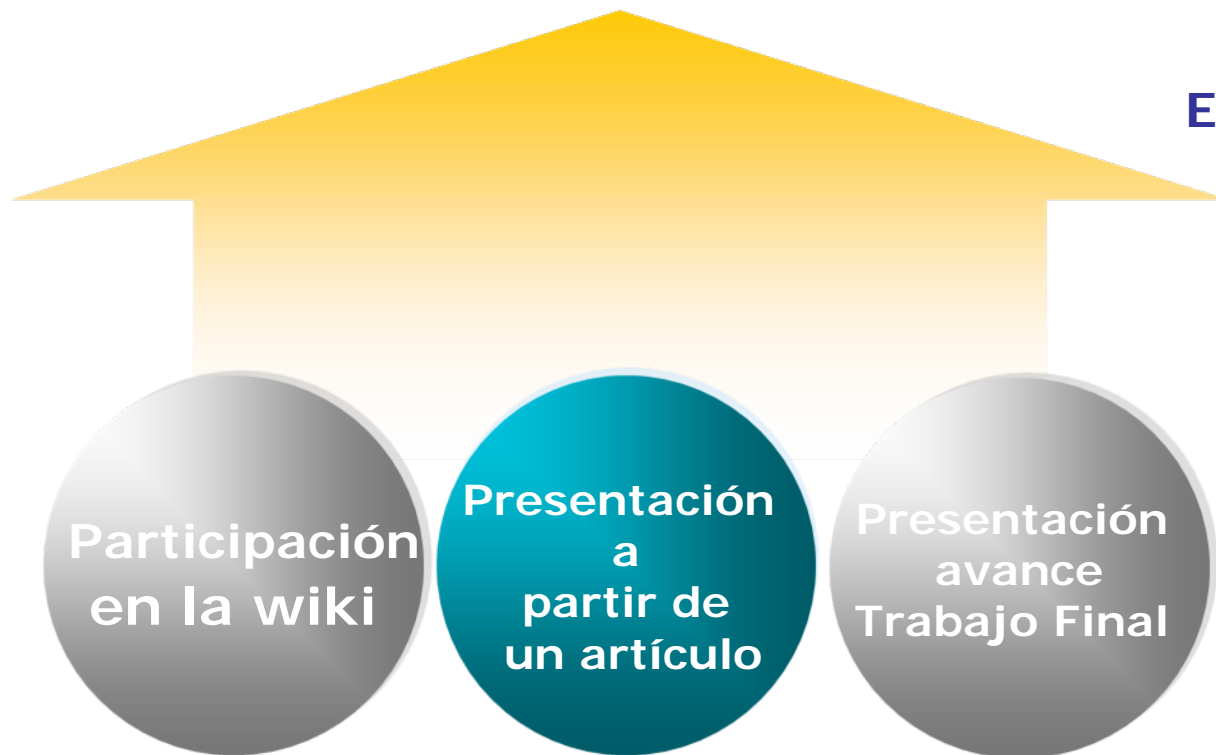 E
Participación
en la wiki
Presentación
a
partir de
un artículo
Presentación
avance
Trabajo Final